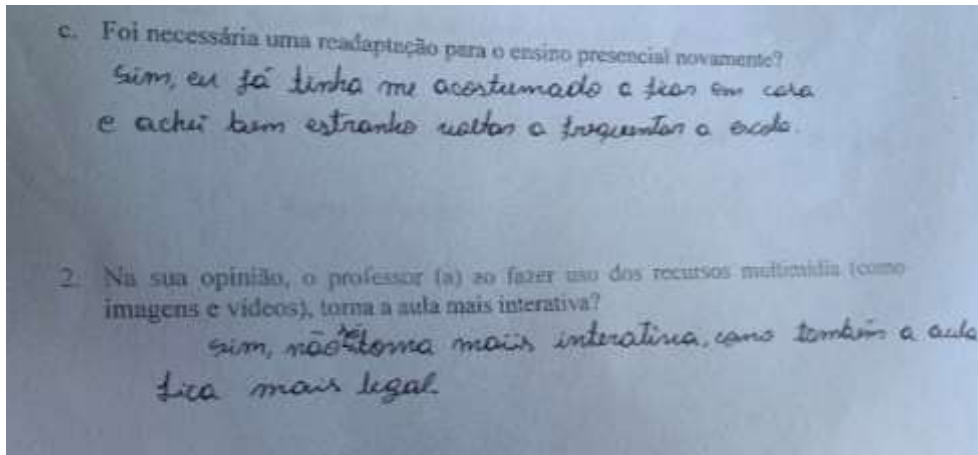 c. Foi necessária uma readaptação para o ensino presencial novamente?
Sim, eu já tinha me acostumado a ficar em casa
e achei bem estranho voltar a frequentar a escola.
2. Na sua opinião, o professor (a) ao fazer uso dos recursos multimídia (como
imagens e vídeos), torna a aula mais interativa?
sim, não só torna mais interativa, como também a aula
fica mais legal.